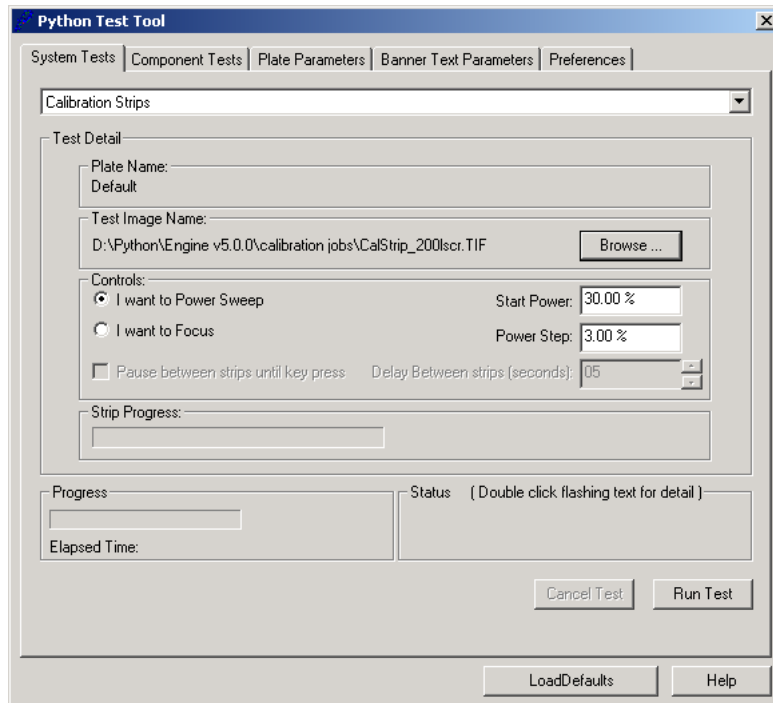 Python Test Tool
System Tests Component Tests Plate Parameters Banner Text Parameters Preferences
Calibration Strips
Test Detail
Plate Name:
Default
Test Image Name:
D:\Python\Engine v5.0.0\calibration jobs\CalStrip_200lscr.TIF Browse ...
Controls:
I want to Power Sweep Start Power: 30.00 %
I want to Focus Power Step: 3.00 %
Pause between strips until key press Delay Between strips (seconds): 05
Strip Progress:
Progress Status ( Double click flashing text for detail )
Elapsed Time:
Cancel Test Run Test
LoadDefaults Help